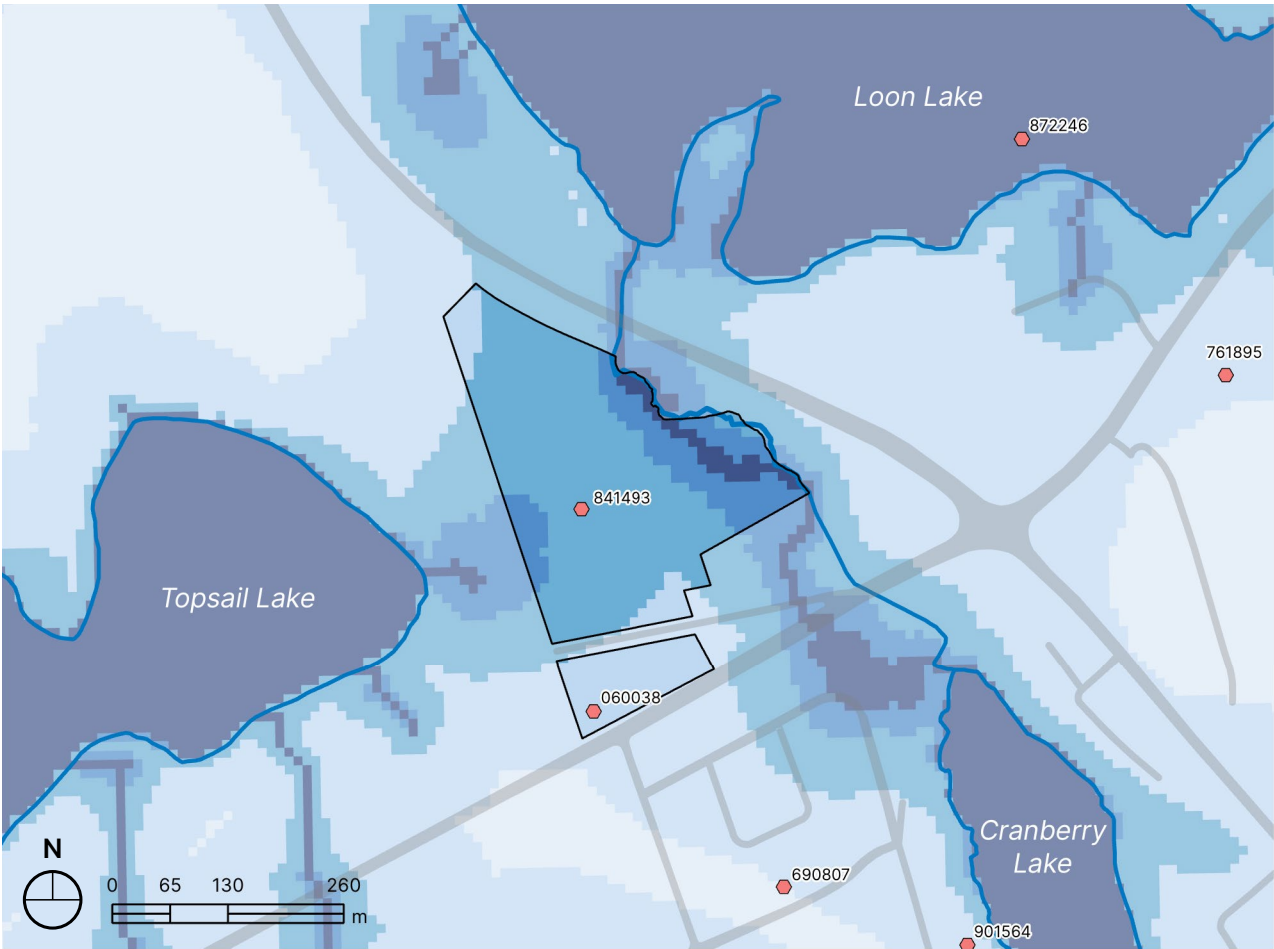 Loon Lake
872246
761895
841493
Topsail Lake
060038
Cranberry
Lake
N
0 65 130 260
m
690807
901564